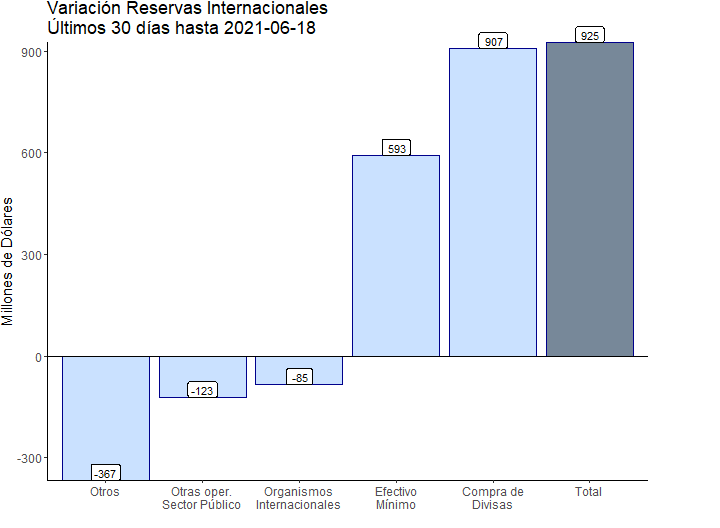 Variación Reservas Internacionales
Últimos 30 días hasta 2021-06-18
Millones de Dólares
900
600
300
0
-300
-367
-123
-85
593
907
925
Otros
Otras oper.
Sector Público
Organismos
Internacionales
Efectivo
Mínimo
Compra de
Divisas
Total